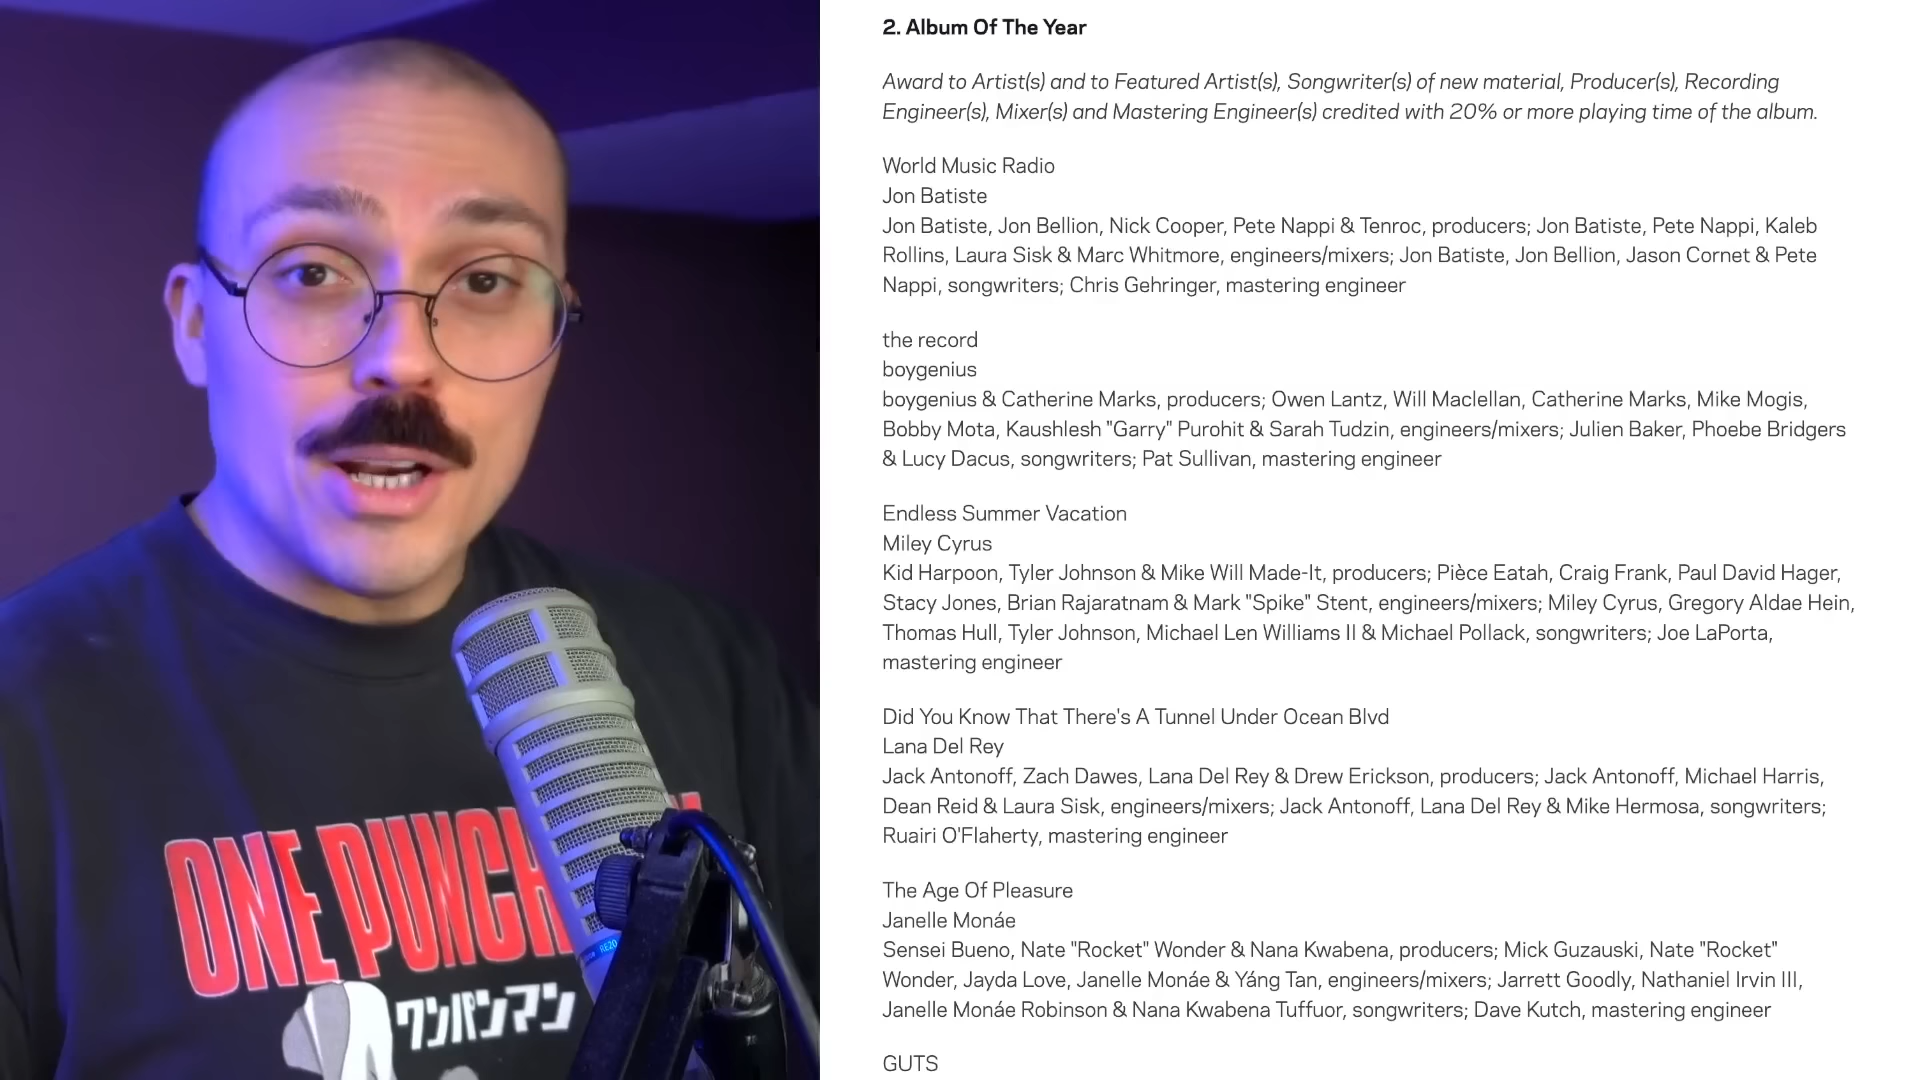 2. Album Of The Year
Award to Artist(s) and to Featured Artist(s), Songwriter(s) of new material, Producer(s), Recording
Engineer(s), Mixer(s) and Mastering Engineer(s) credited with 20% or more playing time of the album.
World Music Radio
Jon Batiste
Jon Batiste, Jon Bellion, Nick Cooper, Pete Nappi & Tenroc, producers; Jon Batiste, Pete Nappi, Kaleb
Rollins, Laura Sisk & Marc Whitmore, engineers/mixers; Jon Batiste, Jon Bellion, Jason Cornet & Pete
Nappi, songwriters; Chris Gehringer, mastering engineer
the record
boygenius
boygenius & Catherine Marks, producers; Owen Lantz, Will Maclellan, Catherine Marks, Mike Mogis,
Bobby Mota, Kaushlesh "Garry" Purohit & Sarah Tudzin, engineers/mixers; Julien Baker, Phoebe Bridgers
& Lucy Dacus, songwriters; Pat Sullivan, mastering engineer
Endless Summer Vacation
Miley Cyrus
Kid Harpoon, Tyler Johnson & Mike Will Made-It, producers; Pièce Eatah, Craig Frank, Paul David Hager,
Stacy Jones, Brian Rajaratnam & Mark "Spike" Stent, engineers/mixers; Miley Cyrus, Gregory Aldae Hein,
Thomas Hull, Tyler Johnson, Michael Len Williams II & Michael Pollack, songwriters; Joe LaPorta,
mastering engineer
Did You Know That There's A Tunnel Under Ocean Blvd
Lana Del Rey
Jack Antonoff, Zach Dawes, Lana Del Rey & Drew Erickson, producers; Jack Antonoff, Michael Harris,
Dean Reid & Laura Sisk, engineers/mixers; Jack Antonoff, Lana Del Rey & Mike Hermosa, songwriters;
Ruairi O'Flaherty, mastering engineer
The Age Of Pleasure
Janelle Monáe
Sensei Bueno, Nate "Rocket" Wonder & Nana Kwabena, producers; Mick Guzauski, Nate "Rocket"
Wonder, Jayda Love, Janelle Monáe & Yáng Tan, engineers/mixers; Jarrett Goodly, Nathaniel Irvin III,
Janelle Monáe Robinson & Nana Kwabena Tuffuor, songwriters; Dave Kutch, mastering engineer
GUTS
ONE PUNCH
ワンパンマン
RE20